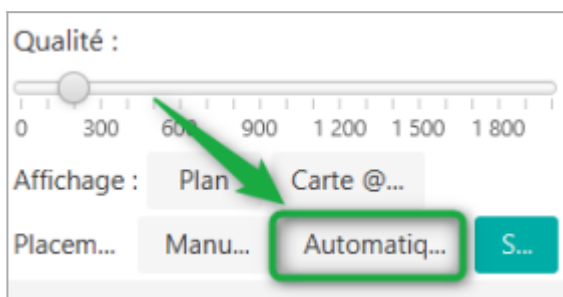 Qualité :
0 300 600 900 1 200 1 500 1 800
Affichage : Plan Carte @...
Placem... Manu... Automatiq... S...